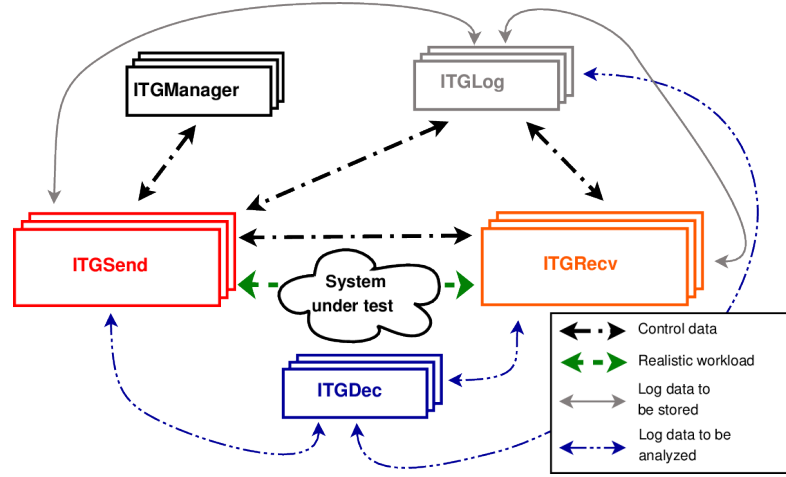 ITGManager
ITGLog
ITGSend
ITGRecv
System
under test
ITGDec
Control data
Realistic workload
Log data to
be stored
Log data to be
analyzed